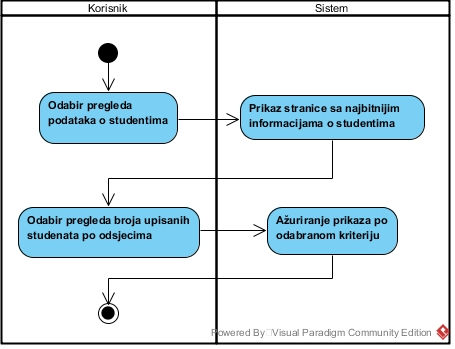 Korisnik
Sistem
Odabir pregleda
podataka o studentima
Prikaz stranice sa najbitnijim
informacijama o studentima
Odabir pregleda broja upisanih
studenata po odsjecima
Ažuriranje prikaza po
odabranom kriteriju
Powered By Visual Paradigm Community Edition